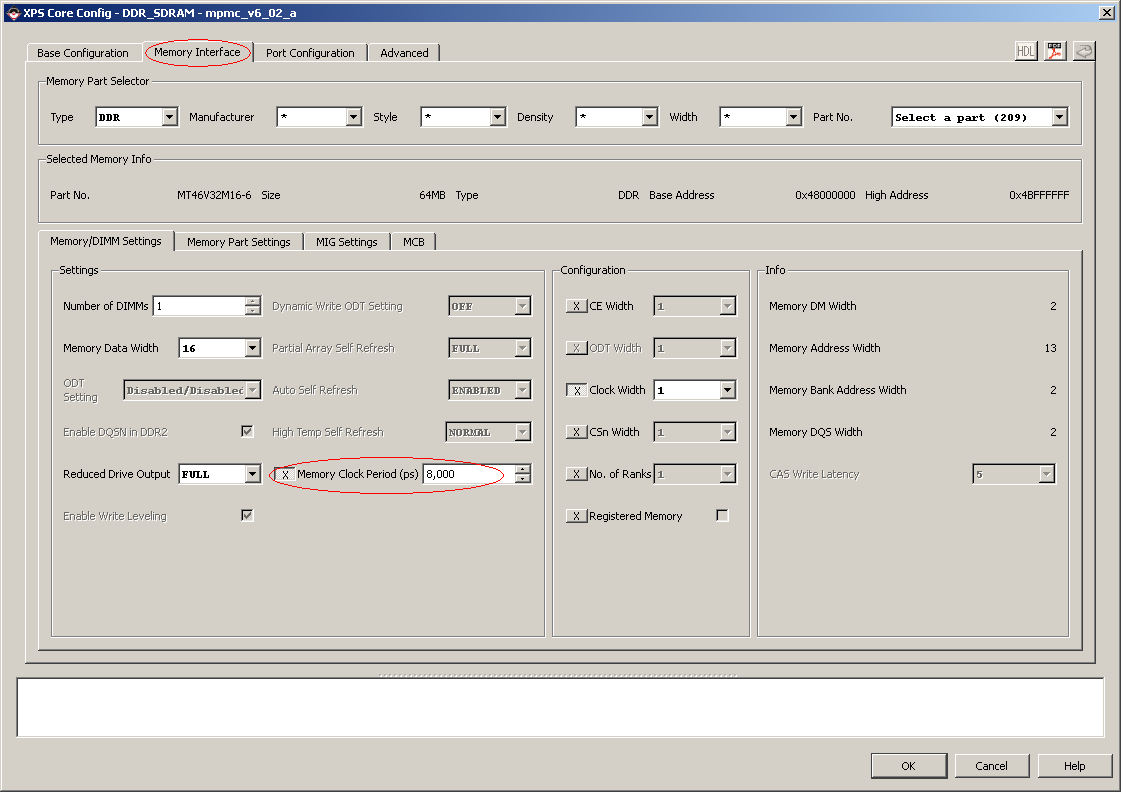 XPS Core Config - DDR_SDRAM - mpmc_v6_02_a
Base Configuration Memory Interface Port Configuration Advanced HDL PDF
Memory Part Selector
Type DDR Manufacturer * Style * Density * Width * Part No. Select a part (209)
Selected Memory Info
Part No. MT46V32M16-6 Size 64MB Type DDR Base Address 0x48000000 High Address 0x4BFFFFFF
Memory/DIMM Settings Memory Part Settings MIG Settings MCB
Settings Configuration Info
Number of DIMMs 1 Dynamic Write ODT Setting OFF X CE Width 1 Memory DM Width 2
Memory Data Width 16 Partial Array Self Refresh FULL X ODT Width 1 Memory Address Width 13
ODT Setting Disabled/Disabled Auto Self Refresh ENABLED X Clock Width 1 Memory Bank Address Width 2
Enable DQSN in DDR2 High Temp Self Refresh NORMAL X CSn Width 1 Memory DQS Width 2
Reduced Drive Output FULL X Memory Clock Period (ps) 8,000 X No. of Ranks 1 CAS Write Latency 5
Enable Write Leveling X Registered Memory
OK Cancel Help